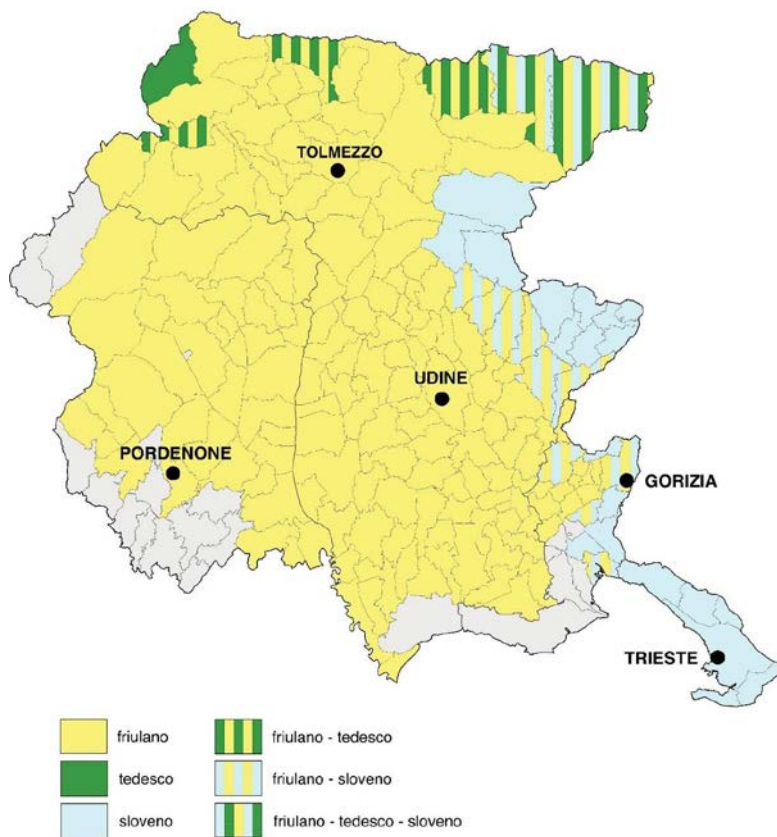 TOLMEZZO
UDINE
PORDENONE
GORIZIA
TRIESTE
friulano
friulano - tedesco
tedesco
friulano - sloveno
sloveno
friulano - tedesco - sloveno